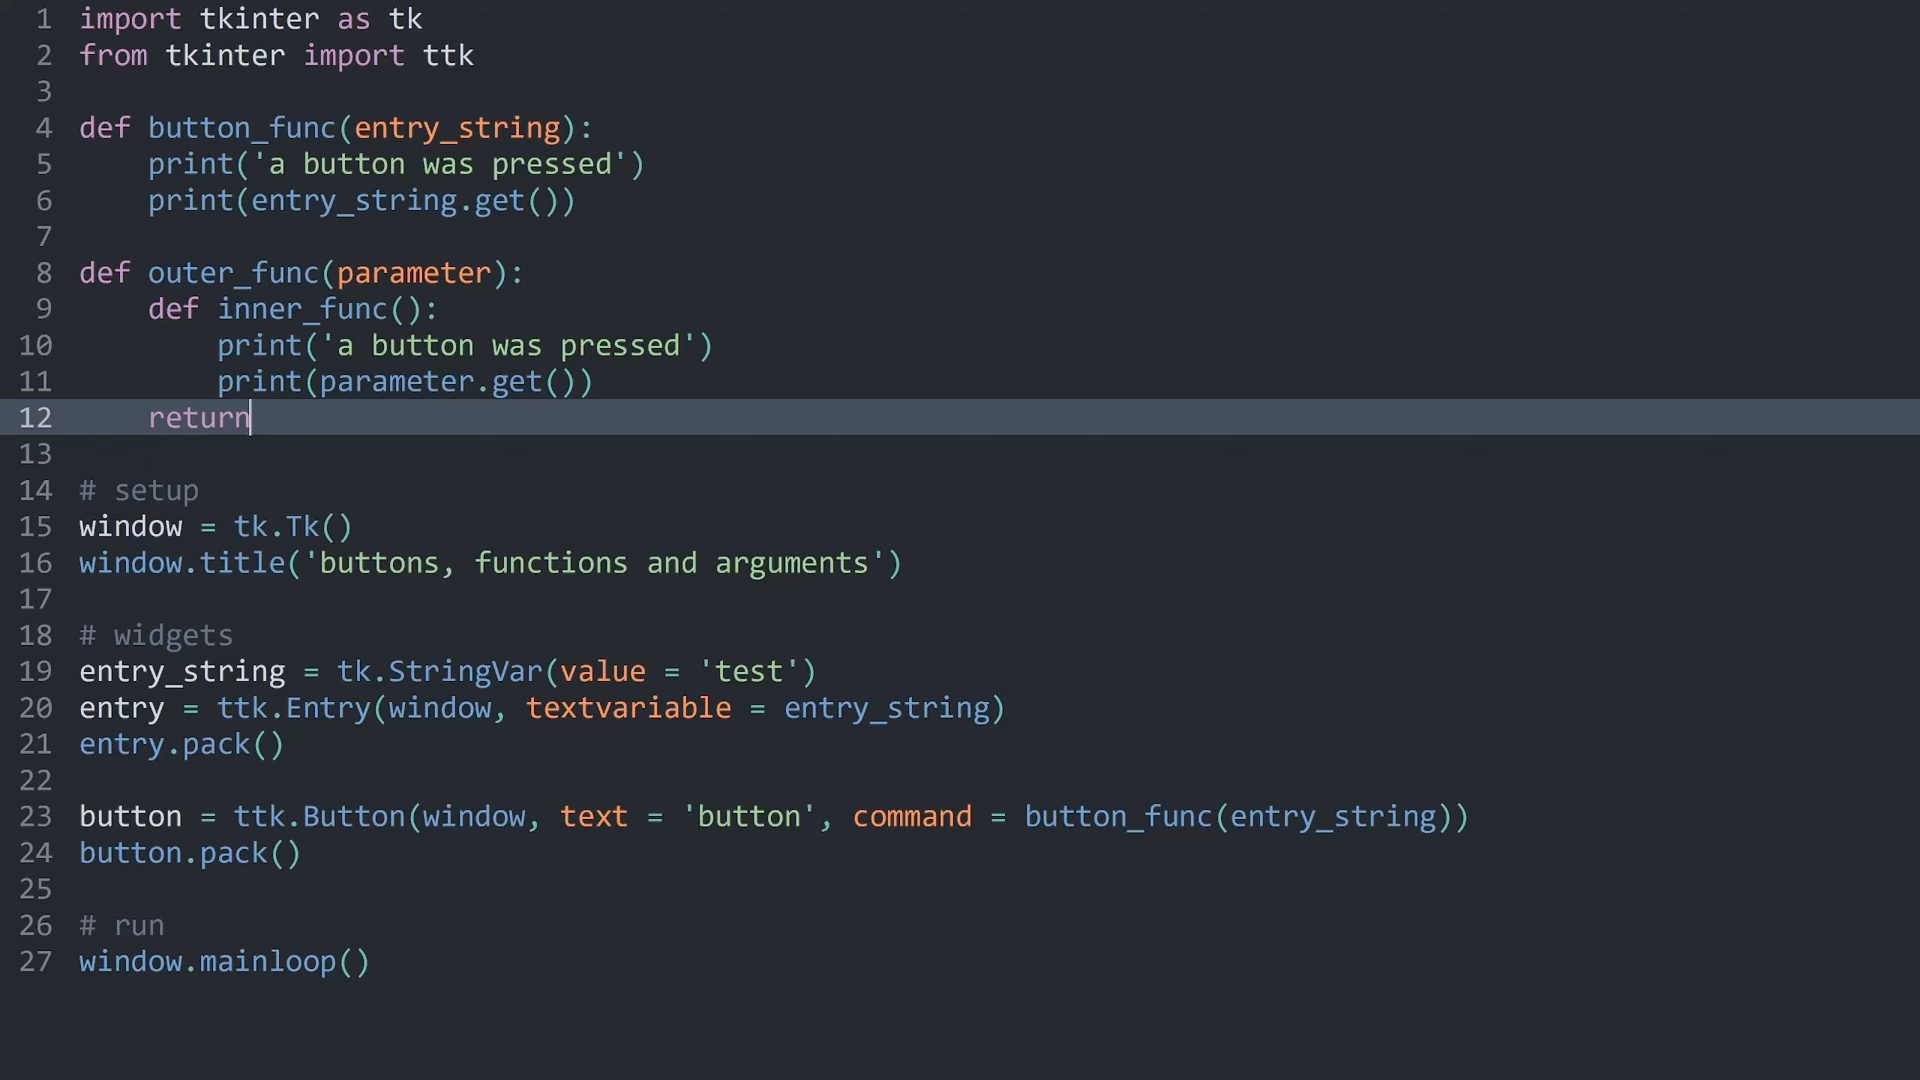 1 import tkinter as tk
2 from tkinter import ttk
3
4 def button_func(entry_string):
5     print('a button was pressed')
6     print(entry_string.get())
7
8 def outer_func(parameter):
9     def inner_func():
10         print('a button was pressed')
11         print(parameter.get())
12     return
13
14 # setup
15 window = tk.Tk()
16 window.title('buttons, functions and arguments')
17
18 # widgets
19 entry_string = tk.StringVar(value = 'test')
20 entry = ttk.Entry(window, textvariable = entry_string)
21 entry.pack()
22
23 button = ttk.Button(window, text = 'button', command = button_func(entry_string))
24 button.pack()
25
26 # run
27 window.mainloop()